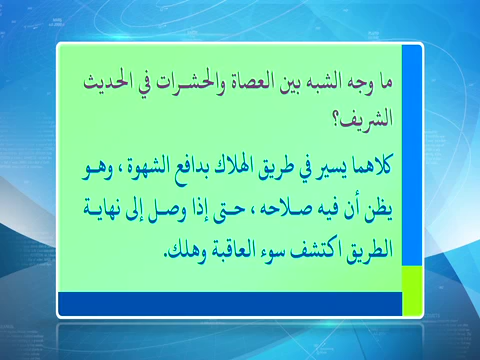 ما وجه الشبه بين العصاة والحشرات في الحديث
الشريف؟
كلاهما يسير في طريق الهلاك بدافع الشهوة ، وهو
يظن أن فيه صلاحه ، حتى إذا وصل إلى نهاية
الطريق اكتشف سوء العاقبة وهلك.